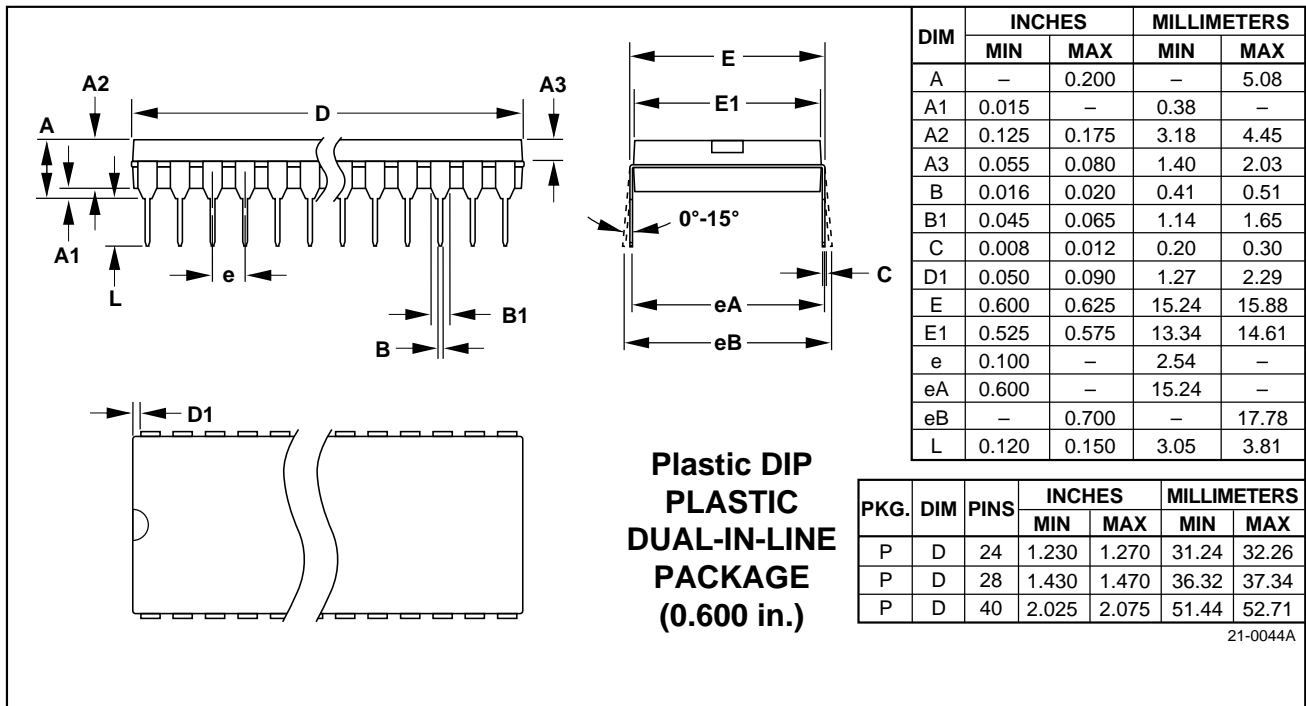 A2
A
D
A3
A1
L
e
B1
B
E
E1
0°-15°
C
eA
eB
D1
Plastic DIP
PLASTIC
DUAL-IN-LINE
PACKAGE
(0.600 in.)
DIM INCHES MILLIMETERS
MIN MAX MIN MAX
A – 0.200 – 5.08
A1 0.015 – 0.38 –
A2 0.125 0.175 3.18 4.45
A3 0.055 0.080 1.40 2.03
B 0.016 0.020 0.41 0.51
B1 0.045 0.065 1.14 1.65
C 0.008 0.012 0.20 0.30
D1 0.050 0.090 1.27 2.29
E 0.600 0.625 15.24 15.88
E1 0.525 0.575 13.34 14.61
e 0.100 – 2.54 –
eA 0.600 – 15.24 –
eB – 0.700 – 17.78
L 0.120 0.150 3.05 3.81
PKG. DIM PINS INCHES MILLIMETERS
MIN MAX MIN MAX
P D 24 1.230 1.270 31.24 32.26
P D 28 1.430 1.470 36.32 37.34
P D 40 2.025 2.075 51.44 52.71
21-0044A